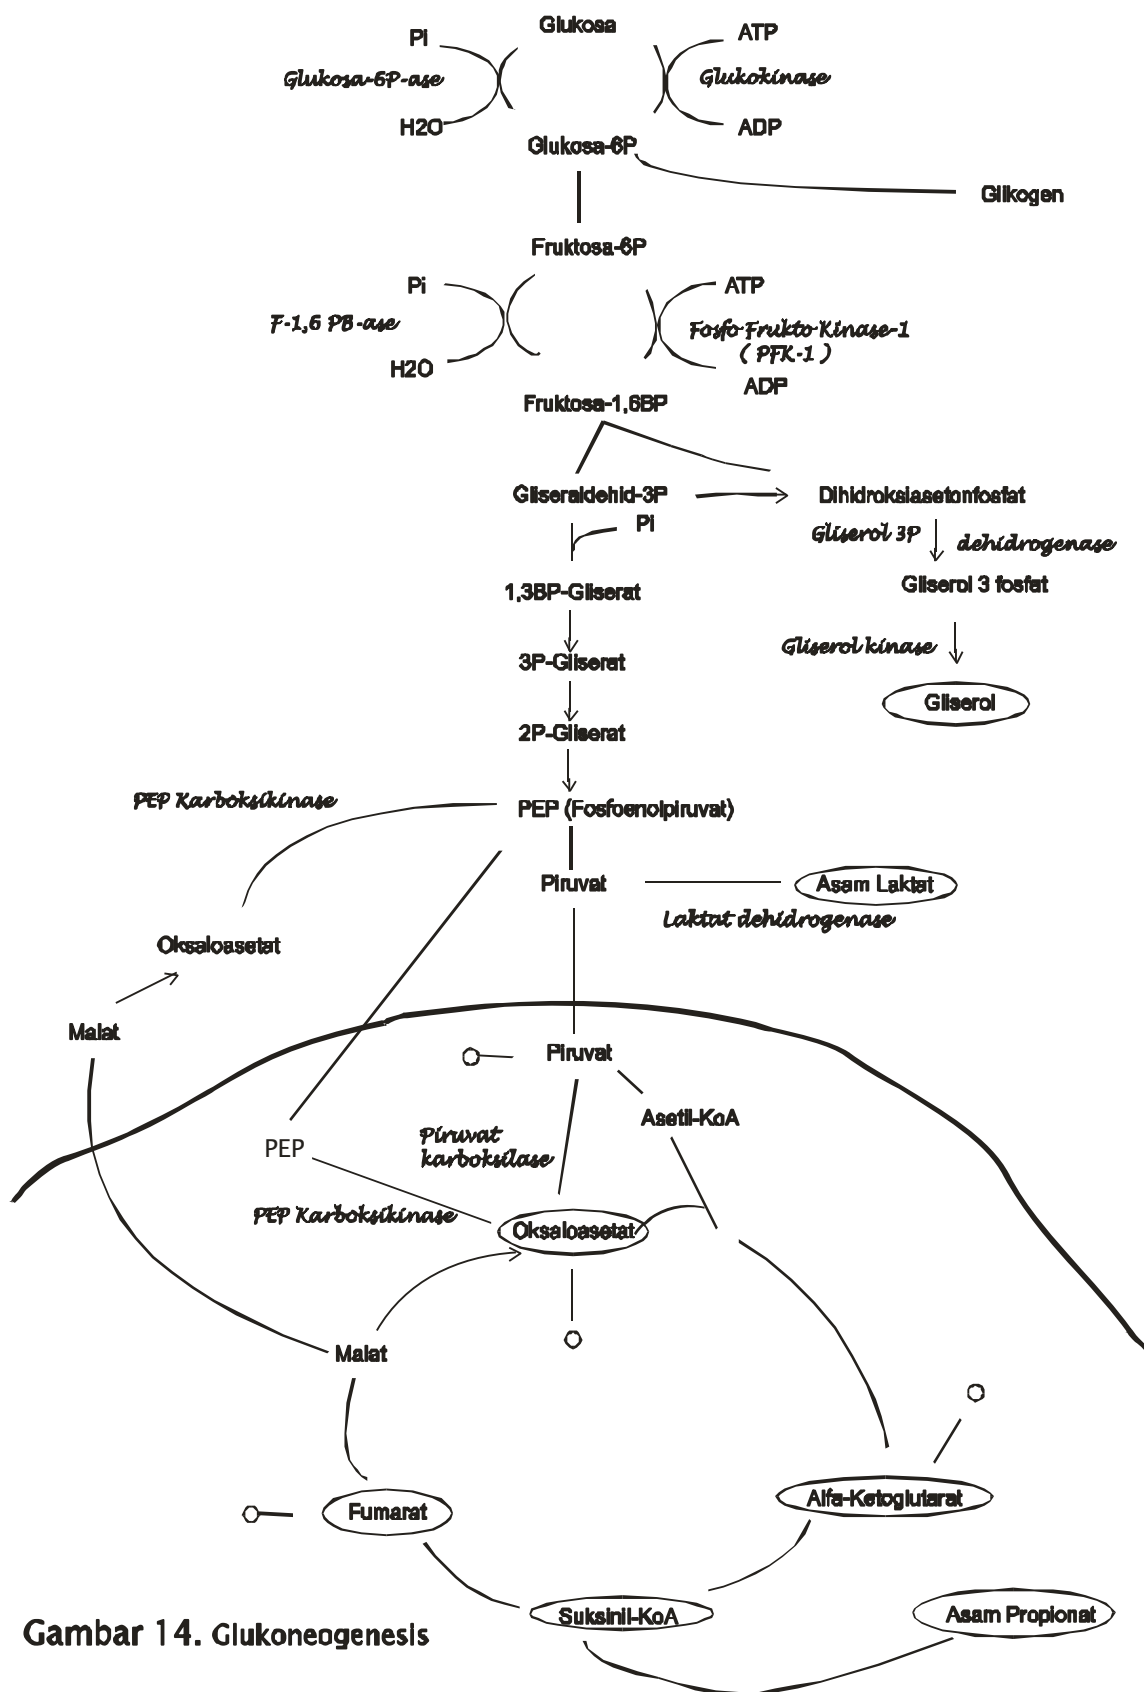 Glukosa
Pi
ATP
Glukosa-6P-ase
Glukokinase
H2O
ADP
Glukosa-6P
Glikogen
Fruktosa-6P
Pi
ATP
F-1,6 PB-ase
Fosfo Frukto Kinase-1
( PFK-1 )
H2O
ADP
Fruktosa-1,6BP
Gliseraldehid-3P
Dihidroksiasetonfosfat
Pi
Gliserol 3P
dehidrogenase
1,3BP-Gliserat
Gliserol 3 fosfat
3P-Gliserat
Gliserol kinase
Gliserol
2P-Gliserat
PEP Karboksikinase
PEP (Fosfoenolpiruvat)
Piruvat
Asam Laktat
Laktat dehidrogenase
Oksaloasetat
Malat
Piruvat
Asetil-KoA
PEP
Piruvat
karboksilase
PEP Karboksikinase
Oksaloasetat
Malat
Alfa-Ketoglutarat
Fumarat
Suksinil-KoA
Asam Propionat
Gambar 14. Glukoneogenesis